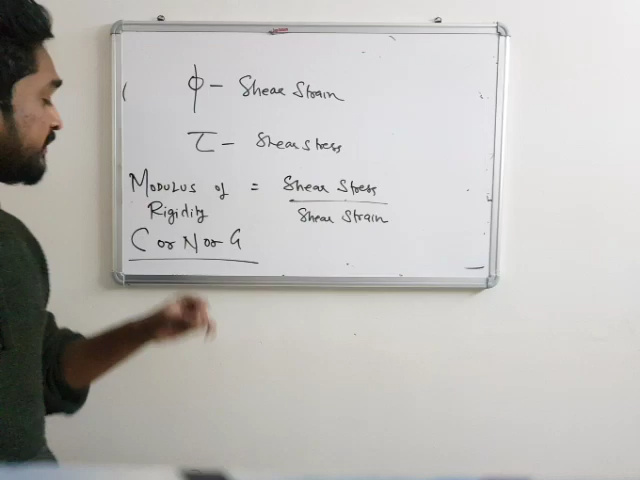 ϕ - Shear Strain
τ - Shear stress
Modulus of Rigidity = Shear Stress / Shear Strain
C or N or G